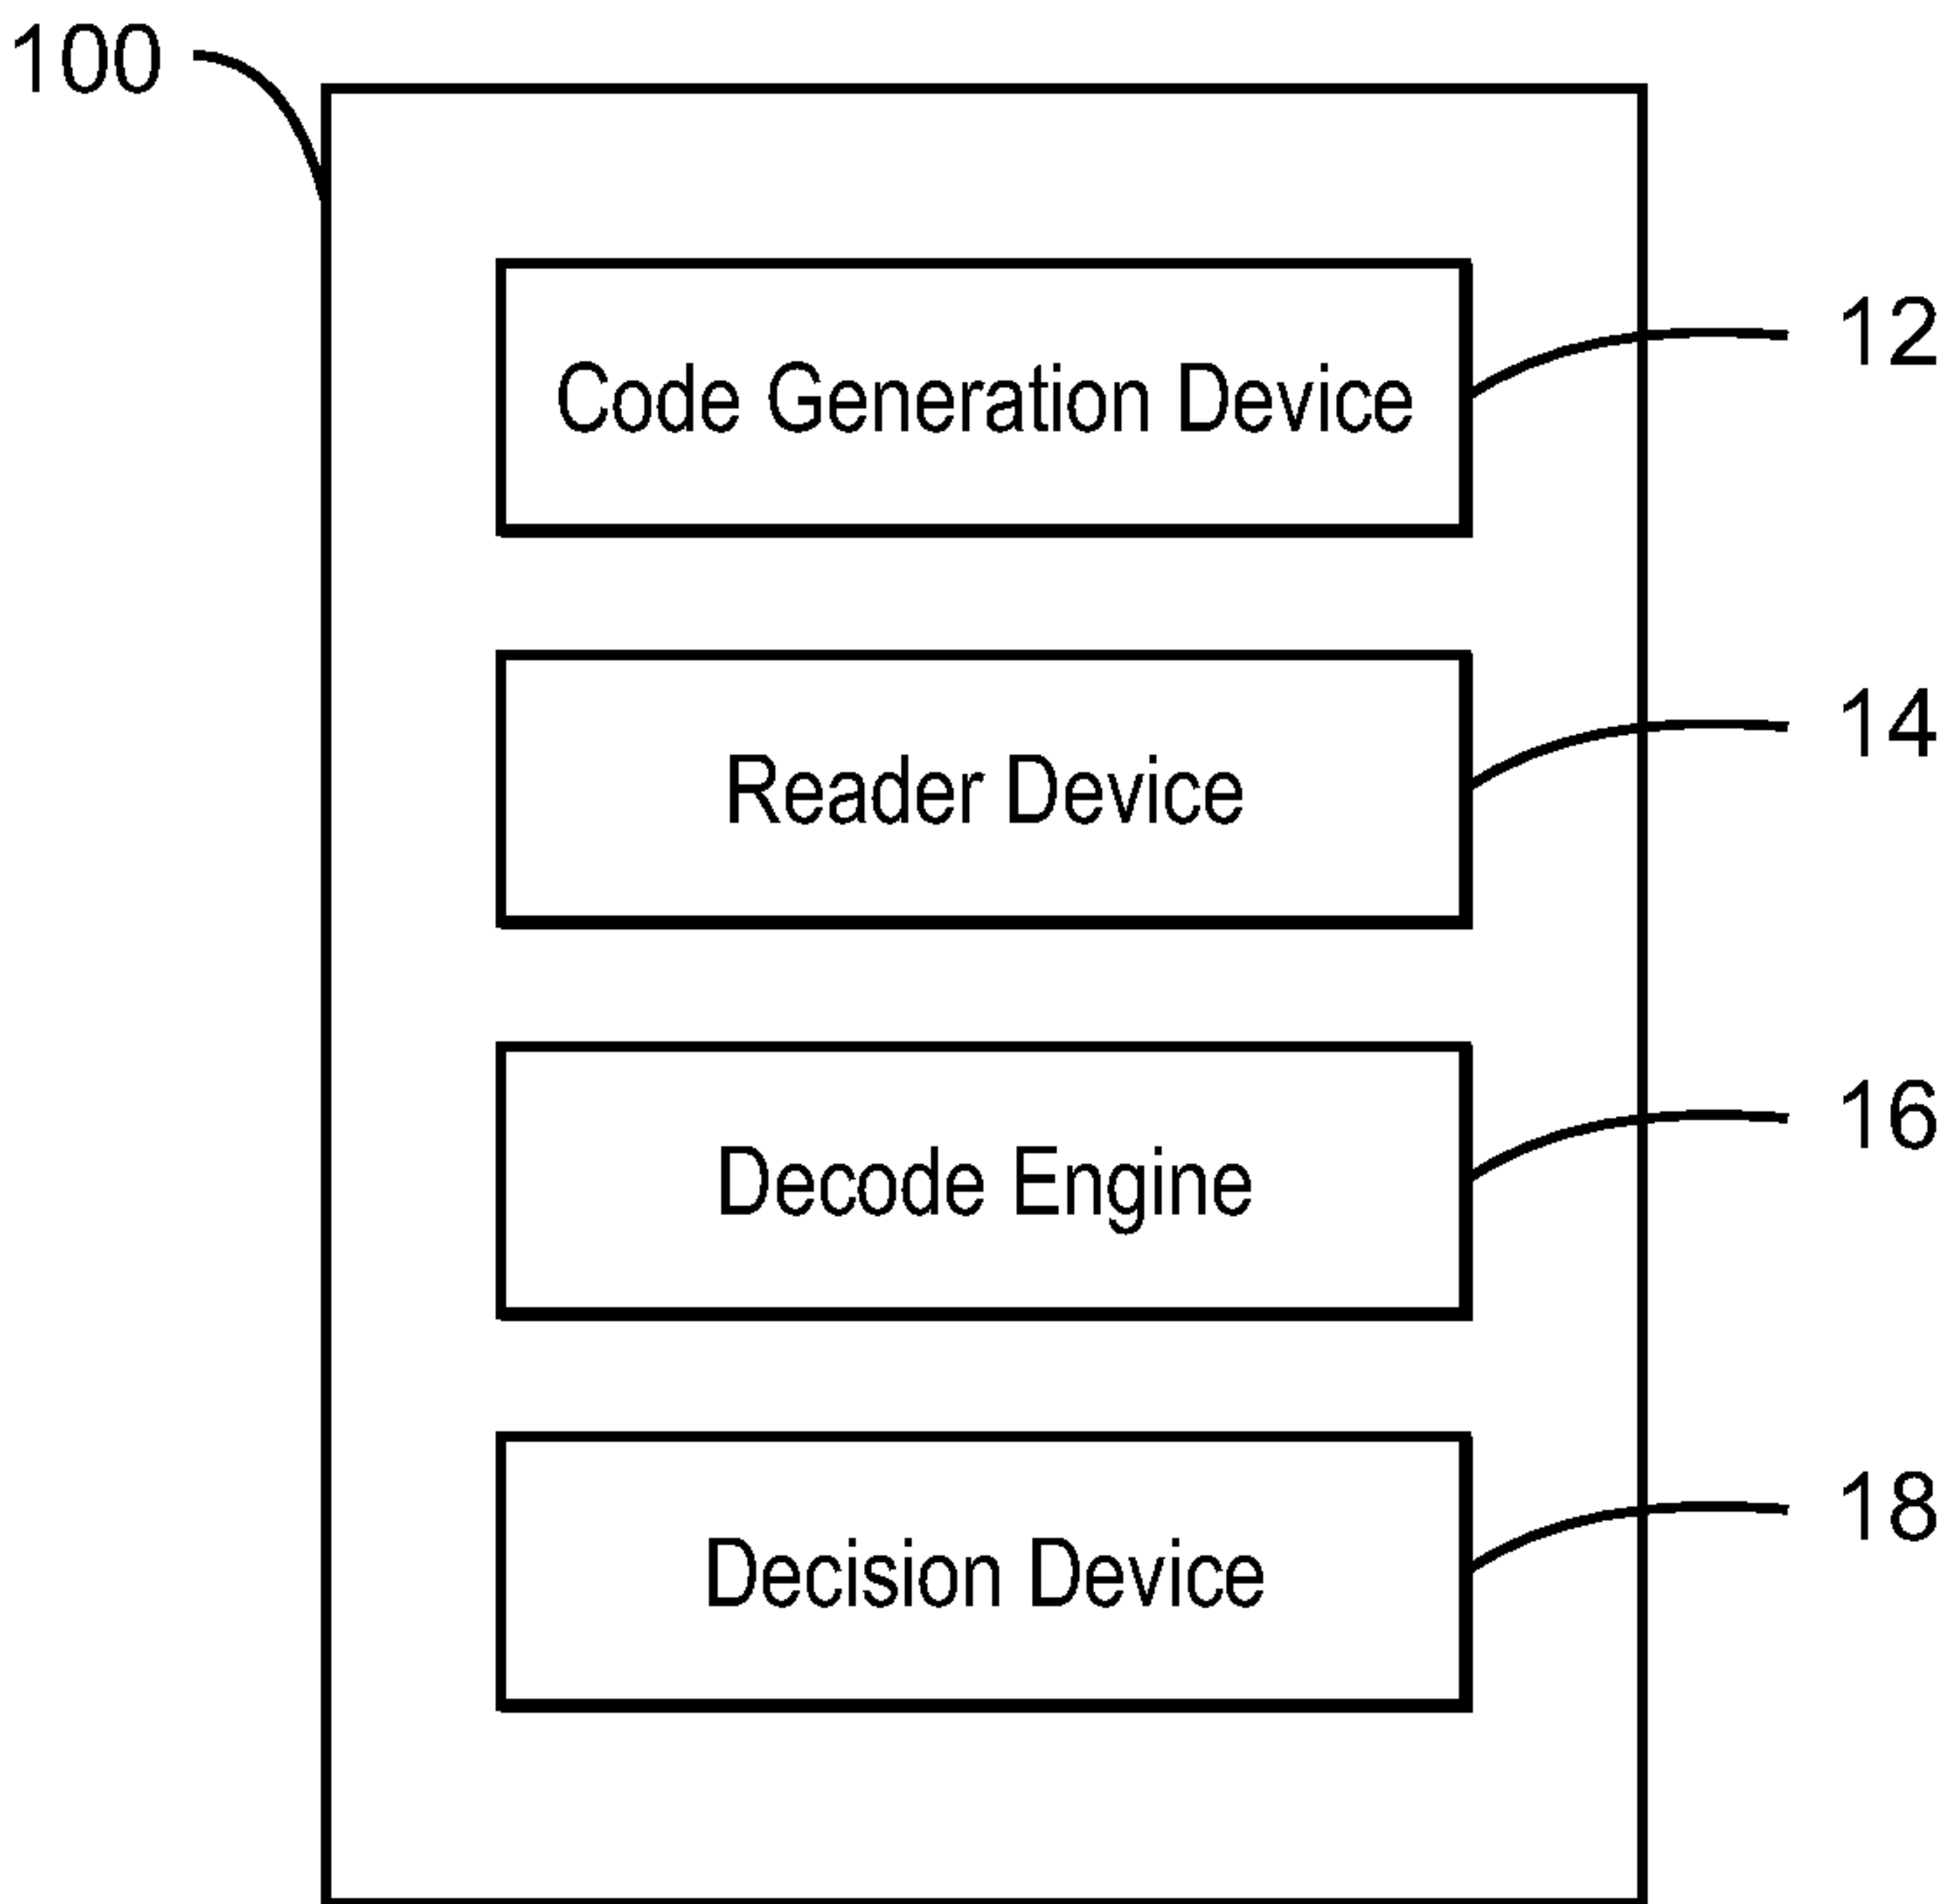 100
Code Generation Device
12
Reader Device
14
Decode Engine
16
Decision Device
18